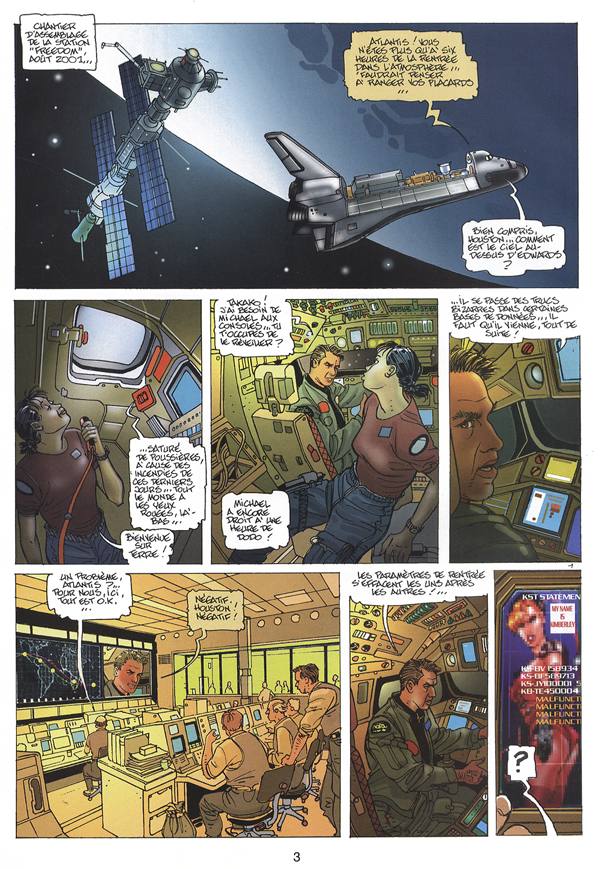 CHANTIER
D'ASSEMBLAGE
DE LA STATION
"FREEDOM",
AOÛT 2001...
ATLANTIS! VOUS
N'ÊTES PLUS QU'À SIX
HEURES DE LA RENTRÉE
DANS L'ATMOSPHÈRE...
FAUDRAIT PENSER
À RANGER VOS PLACARDS
...
BIEN COMPRIS,
HOUSTON... COMMENT
EST LE CIEL AU-
DESSUS D'EDWARDS
?
...SATURÉ
DE POUSSIÈRES,
À CAUSE DES
INCENDIES DE
CES DERNIERS
JOURS... TOUT
LE MONDE A
LES YEUX
ROUGES, LÀ-
BAS...
BIENVENUE
SUR
TERRE!
TAKAKO!
J'AI BESOIN DE
MICHAEL AUX
CONSOLES... TU
T'OCCUPES DE
LE RÉVEILLER?
MICHAEL
A ENCORE
DROIT À UNE
HEURE DE
DODO!
...IL SE PASSE DES TRUCS
BIZARRES DANS CERTAINES
BASES DE DONNÉES... IL
FAUT QU'IL VIENNE, TOUT DE
SUITE!
UN PROBLÈME,
ATLANTIS?...
POUR NOUS, ICI,
TOUT EST O.K.
...
NÉGATIF,
HOUSTON!
NÉGATIF!
LES PARAMÈTRES DE RENTRÉE
S'EFFACENT LES UNS APRÈS
LES AUTRES!...
KST STATEMEN
MY NAME
IS
KIMBERLEY
KS-BV 158934
KS-BF589713
KS-JY100001 S
KB-TE450004
MALFUNCT
MALFUNCT
MALFUNCT
MALFUNCT
?
3